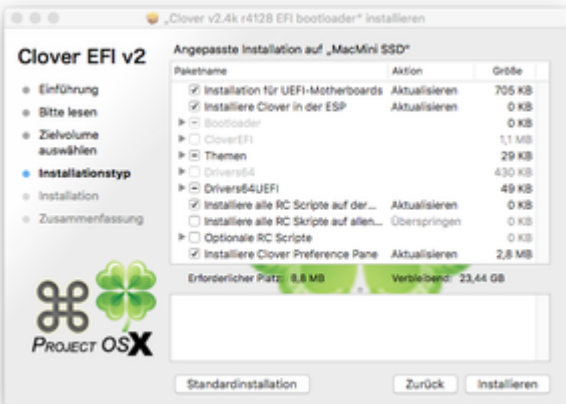 „Clover v2.4k r4128 EFI bootloader“ installieren
Clover EFI v2
Einführung
Bitte lesen
Zielvolume
auswählen
Installationstyp
Installation
Zusammenfassung
PROJECT OSX
Angepasste Installation auf „MacMini SSD“
Paketname Aktion Größe
Installation für UEFI-Motherboards Aktualisieren 705 KB
Installiere Clover in der ESP Aktualisieren 0 KB
Bootloader 0 KB
CloverEFI 1,1 MB
Themen 29 KB
Drivers64 430 KB
Drivers64UEFI 49 KB
Installiere alle RC Scripte auf der... Aktualisieren 0 KB
Installiere alle RC Skripte auf allen... Überspringen 0 KB
Optionale RC Scripte 0 KB
Installiere Clover Preference Pane Aktualisieren 2,8 MB
Erforderlicher Platz: 8,8 MB Verbleibend: 23,44 GB
Standardinstallation Zurück Installieren